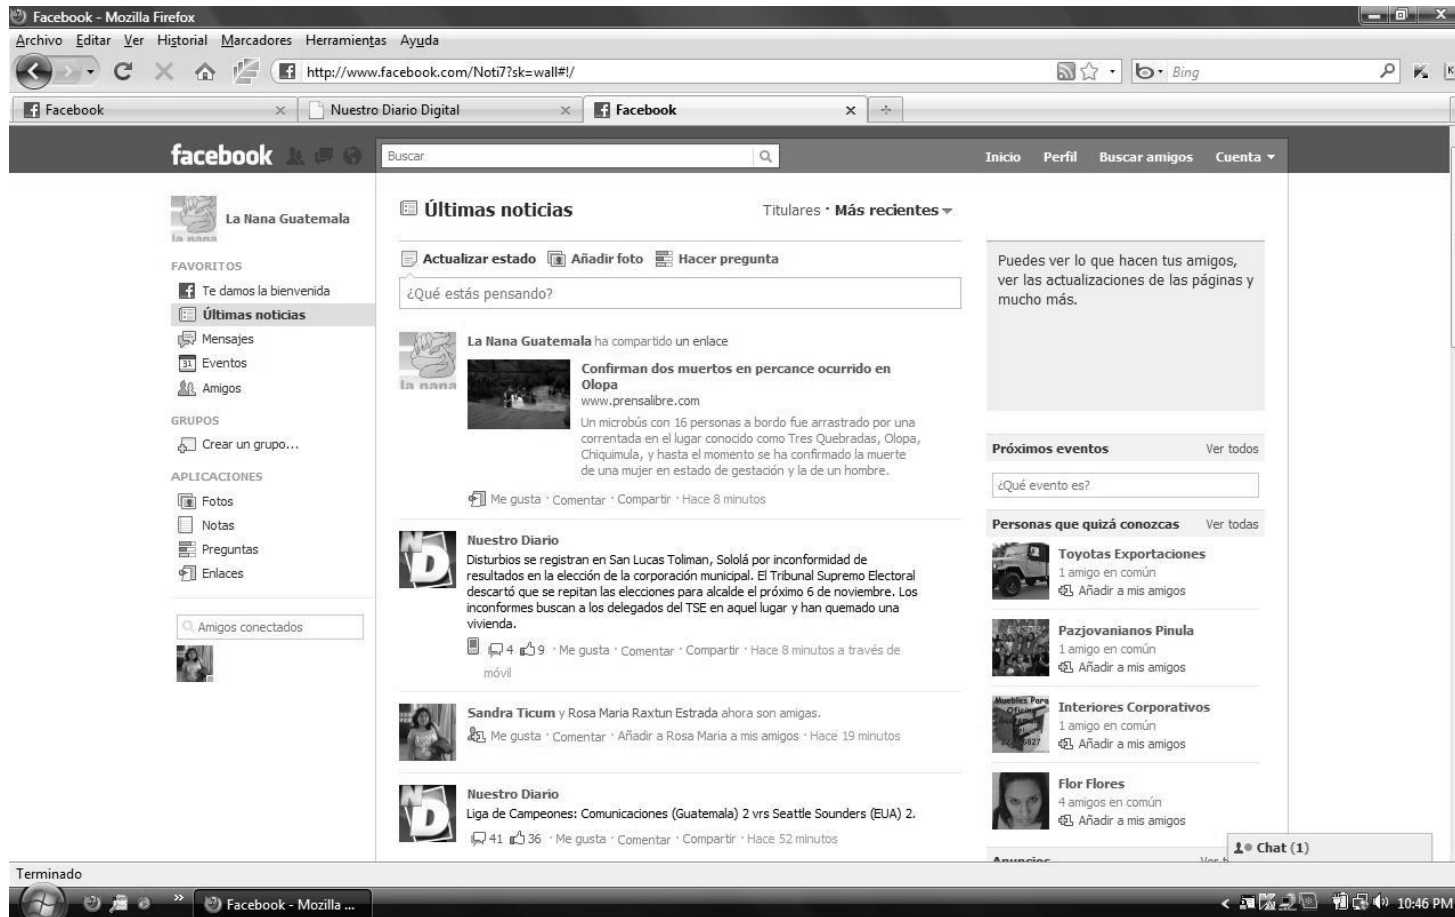 Facebook - Mozilla Firefox
Archivo Editar Ver Historial Marcadores Herramientas Ayuda
http://www.facebook.com/Noti7?sk=wall#!/
Bing
Facebook
Nuestro Diario Digital
Facebook
facebook
Buscar
Inicio Perfil Buscar amigos Cuenta
La Nana Guatemala
la nana
FAVORITOS
Te damos la bienvenida
Últimas noticias
Mensajes
31 Eventos
Amigos
GRUPOS
Crear un grupo...
APLICACIONES
Fotos
Notas
Preguntas
Enlaces
Amigos conectados
Últimas noticias
Titulares · Más recientes
Actualizar estado Añadir foto Hacer pregunta
¿Qué estás pensando?
la nana
La Nana Guatemala ha compartido un enlace
Confirman dos muertos en percance ocurrido en
Olopa
www.prensalibre.com
Un microbús con 16 personas a bordo fue arrastrado por una
correntada en el lugar conocido como Tres Quebradas, Olopa,
Chiquimula, y hasta el momento se ha confirmado la muerte
de una mujer en estado de gestación y la de un hombre.
Me gusta · Comentar · Compartir · Hace 8 minutos
ND
Nuestro Diario
Disturbios se registran en San Lucas Toliman, Sololá por inconformidad de
resultados en la elección de la corporación municipal. El Tribunal Supremo Electoral
descartó que se repitan las elecciones para alcalde el próximo 6 de noviembre. Los
inconformes buscan a los delegados del TSE en aquel lugar y han quemado una
vivienda.
4 9 · Me gusta · Comentar · Compartir · Hace 8 minutos a través de
móvil
Sandra Ticum y Rosa Maria Raxtun Estrada ahora son amigas.
Me gusta · Comentar · Añadir a Rosa Maria a mis amigos · Hace 19 minutos
ND
Nuestro Diario
Liga de Campeones: Comunicaciones (Guatemala) 2 vrs Seattle Sounders (EUA) 2.
41 36 · Me gusta · Comentar · Compartir · Hace 52 minutos
Puedes ver lo que hacen tus amigos,
ver las actualizaciones de las páginas y
mucho más.
Próximos eventos Ver todos
¿Qué evento es?
Personas que quizá conozcas Ver todas
Toyotas Exportaciones
1 amigo en común
Añadir a mis amigos
Pazjovanianos Pinula
1 amigo en común
Añadir a mis amigos
Muebles Para
Interiores Corporativos
1 amigo en común
Añadir a mis amigos
Flor Flores
4 amigos en común
Añadir a mis amigos
Anuncios
Chat (1)
Terminado
Facebook - Mozilla ...
10:46 PM